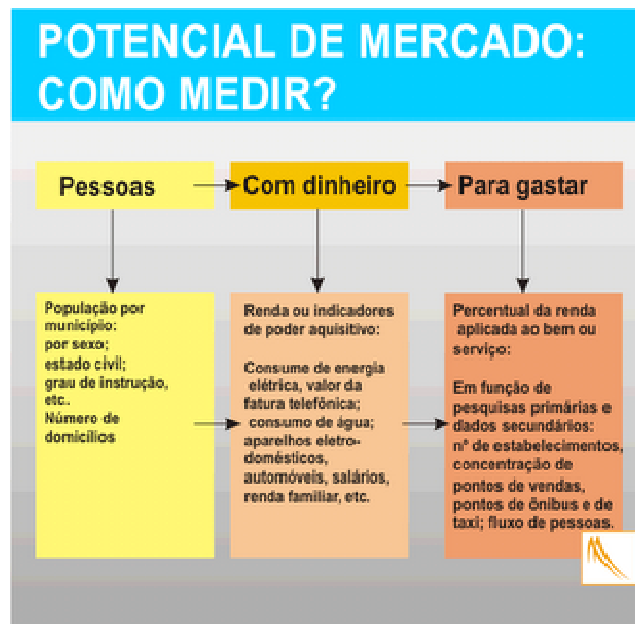 POTENCIAL DE MERCADO:
COMO MEDIR?
Pessoas
Com dinheiro
Para gastar
População por
município:
por sexo;
estado civil;
grau de instrução,
etc..
Número de
domicílios
Renda ou indicadores
de poder aquisitivo:
Consume de energia
elétrica, valor da
fatura telefônica;
consumo de água;
aparelhos eletro-
domésticos,
automóveis, salários,
renda familiar, etc.
Percentual da renda
aplicada ao bem ou
serviço:
Em função de
pesquisas primárias e
dados secundários:
nº de estabelecimentos,
concentração de
pontos de vendas,
pontos de ônibus e de
taxi; fluxo de pessoas.